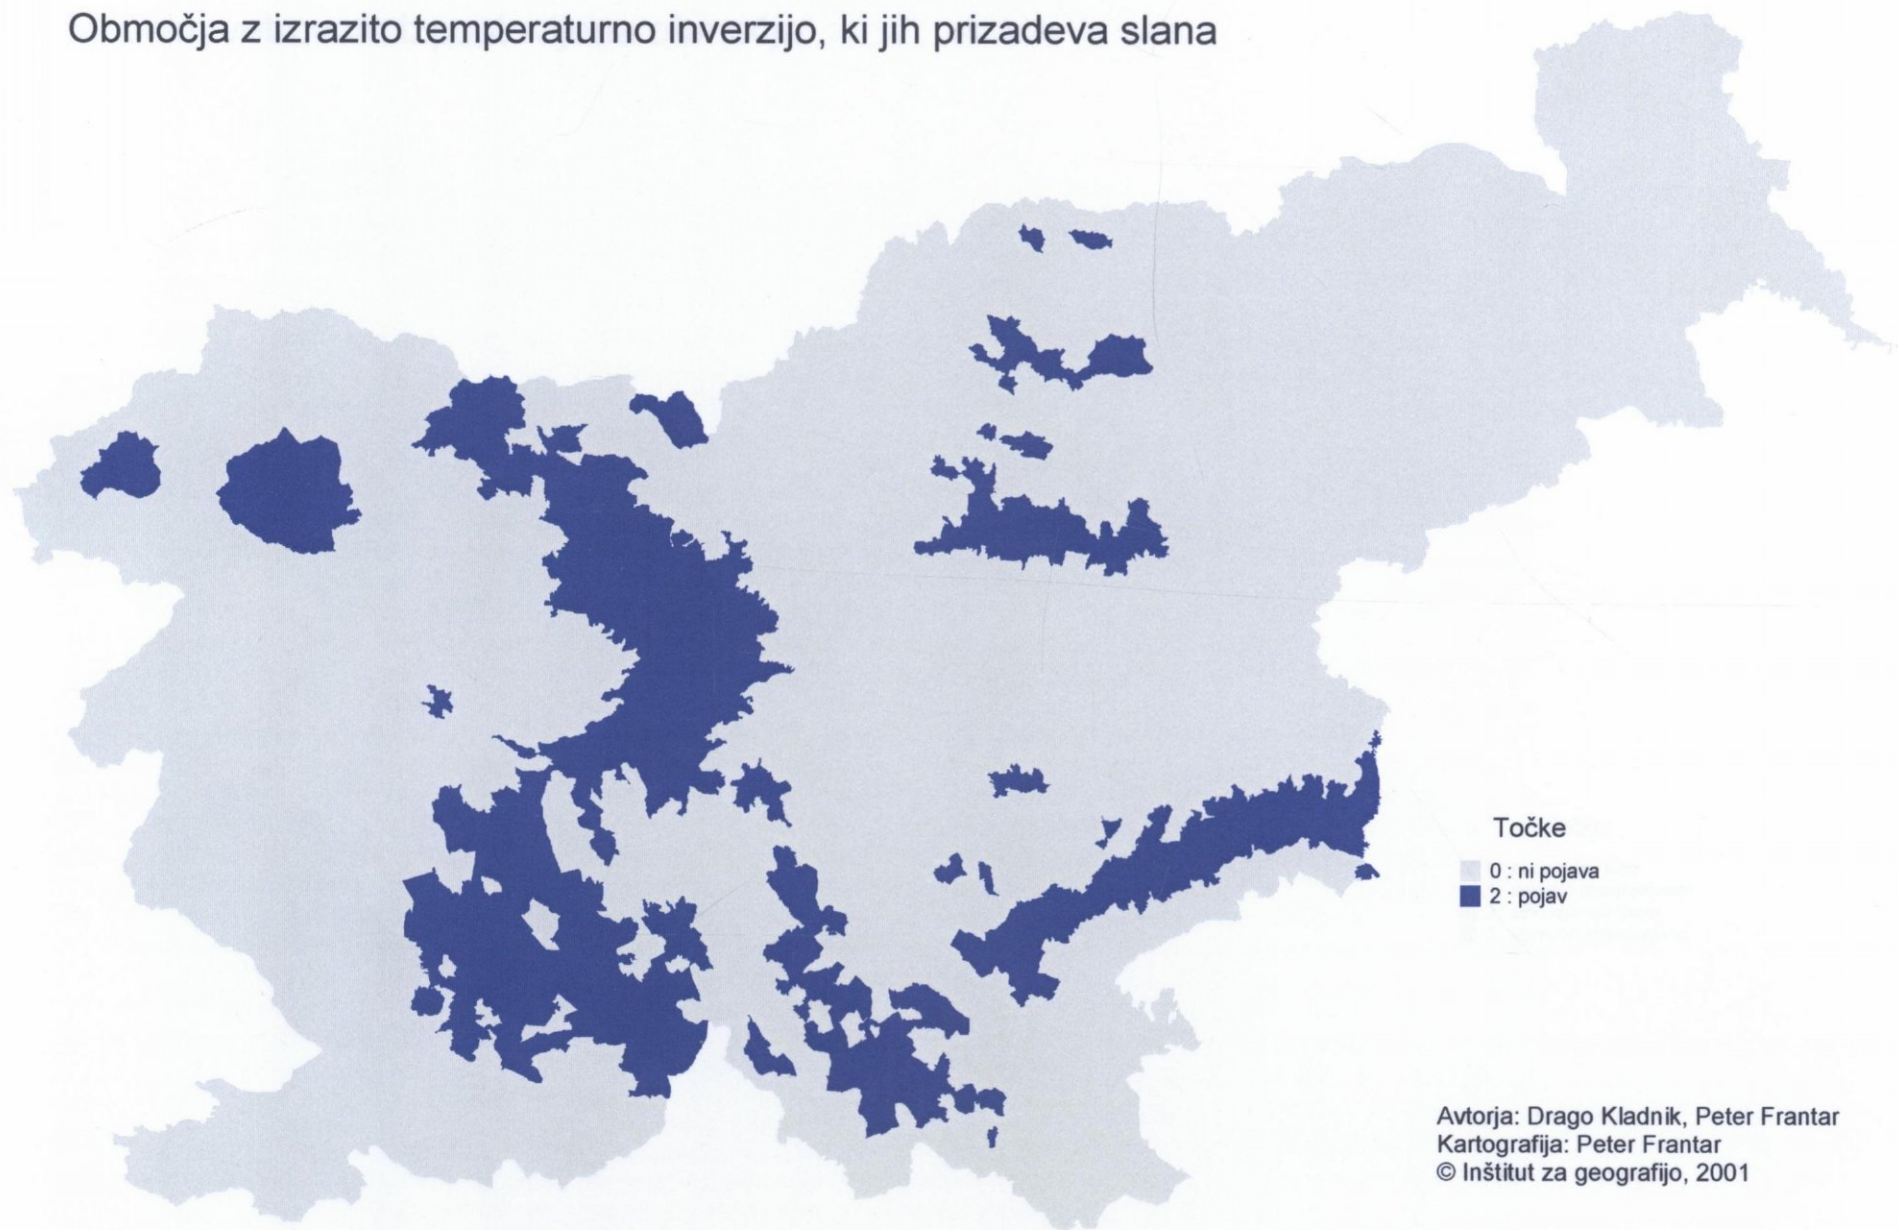 Območja z izrazito temperaturno inverzijo, ki jih prizadeva slana
Točke
0 : ni pojava
2 : pojav
Avtorja: Drago Kladnik, Peter Frantar
Kartografija: Peter Frantar
© Inštitut za geografijo, 2001